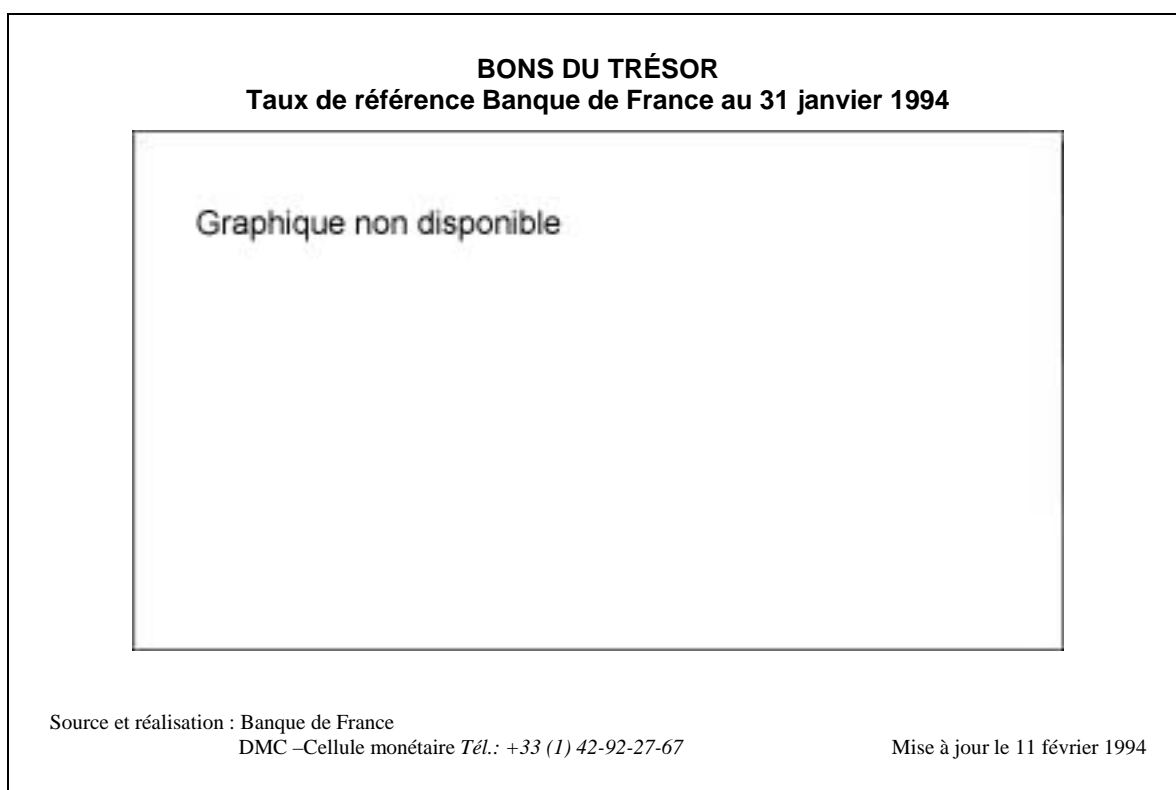 BONS DU TRÉSOR
Taux de référence Banque de France au 31 janvier 1994
Graphique non disponible
Source et réalisation : Banque de France
DMC –Cellule monétaire Tél.: +33 (1) 42-92-27-67
Mise à jour le 11 février 1994